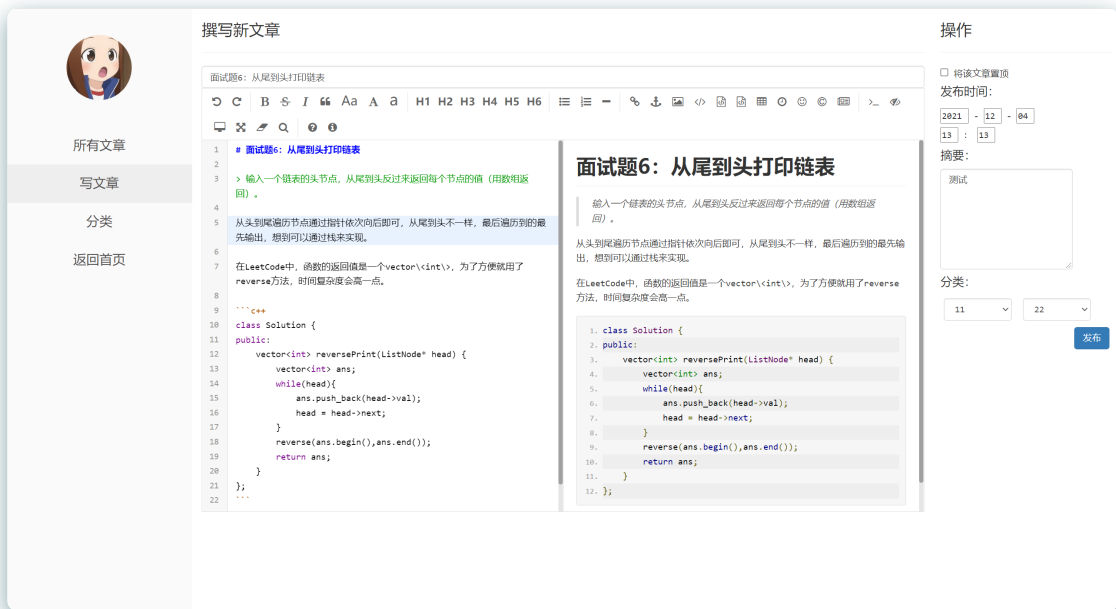 撰写新文章
操作
所有文章
写文章
分类
返回首页
面试题6：从尾到头打印链表
B S I Aa A a H1 H2 H3 H4 H5 H6
1 # 面试题6：从尾到头打印链表
2
3 > 输入一个链表的头节点，从尾到头反过来返回每个节点的值（用数组返
回）。
4
5 从头到尾遍历节点通过指针依次向后即可，从尾到头不一样，最后遍历到的最
先输出，想到可以通过栈来实现。
6
7 在LeetCode中，函数的返回值是一个vector\<int\>，为了方便就用了
reverse方法，时间复杂度会高一点。
8
9 ```c++
10 class Solution {
11 public:
12 vector<int> reversePrint(ListNode* head) {
13 vector<int> ans;
14 while(head){
15 ans.push_back(head->val);
16 head = head->next;
17 }
18 reverse(ans.begin(),ans.end());
19 return ans;
20 }
21 };
22 ```
面试题6：从尾到头打印链表
输入一个链表的头节点，从尾到头反过来返回每个节点的值（用数组返
回）。
从头到尾遍历节点通过指针依次向后即可，从尾到头不一样，最后遍历到的最先输
出，想到可以通过栈来实现。
在LeetCode中，函数的返回值是一个vector\<int\>，为了方便就用了reverse
方法，时间复杂度会高一点。
1. class Solution {
2. public:
3. vector<int> reversePrint(ListNode* head) {
4. vector<int> ans;
5. while(head){
6. ans.push_back(head->val);
7. head = head->next;
8. }
9. reverse(ans.begin(),ans.end());
10. return ans;
11. }
12. };
将该文章置顶
发布时间：
2021 - 12 - 04
13 : 13
摘要：
测试
分类：
11 22
发布